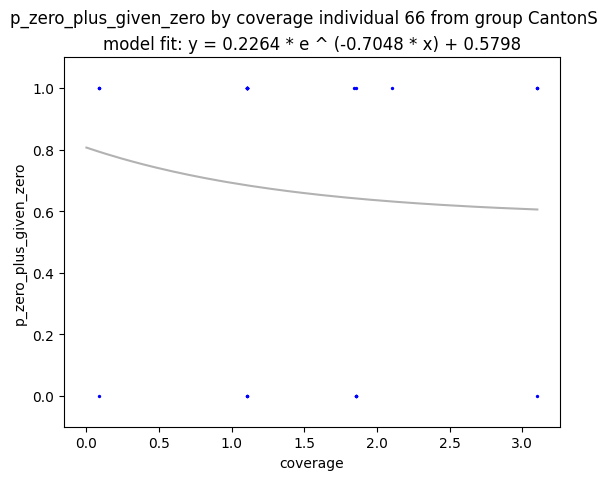 p_zero_plus_given_zero by coverage individual 66 from group CantonS
model fit: y = 0.2264 * e ^ (-0.7048 * x) + 0.5798
1.0
0.8
0.6
0.4
0.2
0.0
p_zero_plus_given_zero
0.0 0.5 1.0 1.5 2.0 2.5 3.0
coverage